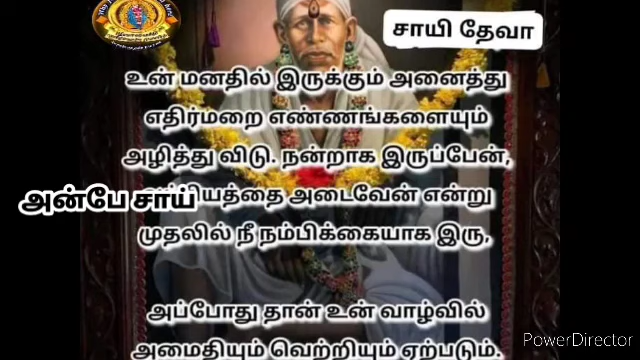 சாயி தேவா
உன் மனதில் இருக்கும் அனைத்து
எதிர்மறை எண்ணங்களையும்
அழித்து விடு. நன்றாக இருப்பேன்,
அன்பே சாய்
அடைவேன் என்று
முதலில் நீ நம்பிக்கையாக இரு,
அப்போது தான் உன் வாழ்வில்
அமைதியும் வெற்றியும் ஏற்படும்.
PowerDirector